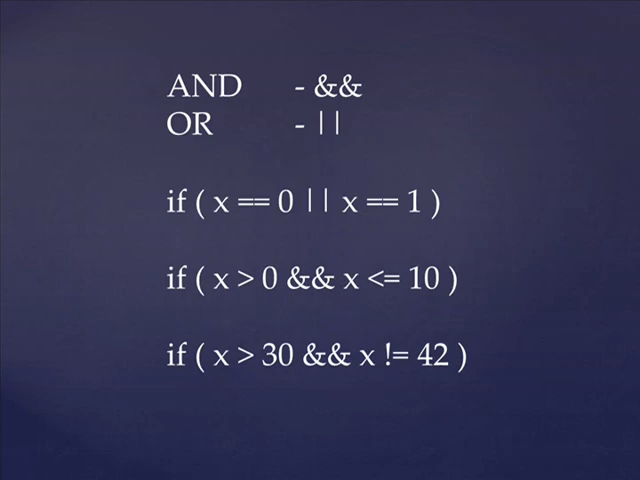 AND - &&
OR - ||
if ( x == 0 || x == 1 )
if ( x > 0 && x <= 10 )
if ( x > 30 && x != 42 )